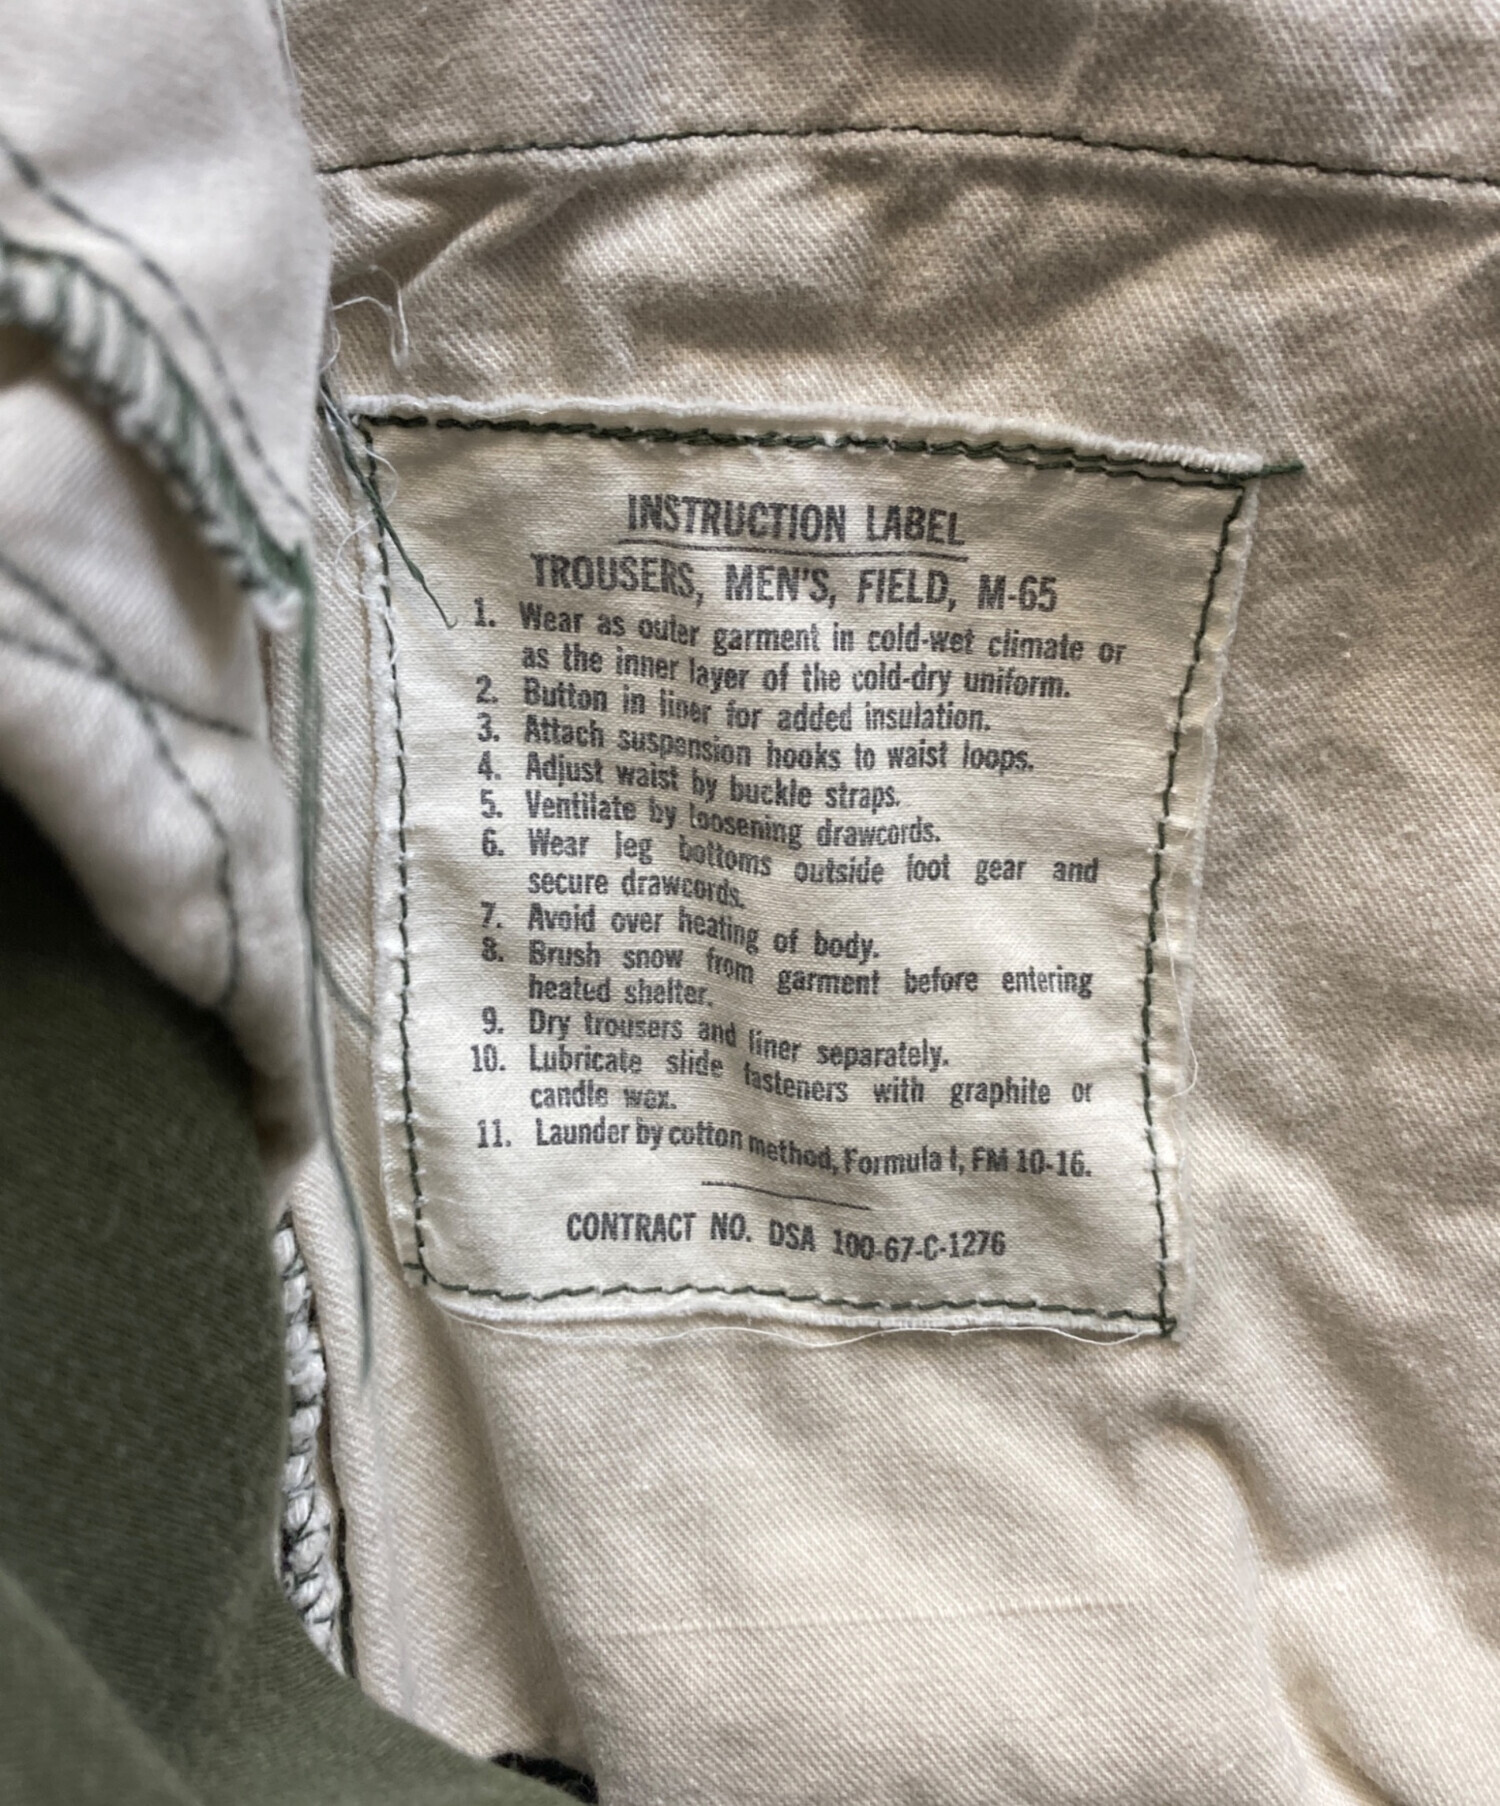 INSTRUCTION LABEL
TROUSERS, MEN'S, FIELD, M-65
1. Wear as outer garment in cold-wet climate or
as the inner layer of the cold-dry uniform.
2. Button in liner for added insulation.
3. Attach suspension hooks to waist loops.
4. Adjust waist by buckle straps.
5. Ventilate by loosening drawcords.
6. Wear leg bottoms outside foot gear and
secure drawcords.
7. Avoid over heating of body.
8. Brush snow from garment before entering
heated shelter.
9. Dry trousers and liner separately.
10. Lubricate slide fasteners with graphite or
candle wax.
11. Launder by cotton method, Formula I, FM 10-16.
CONTRACT NO. DSA 100-67-C-1276